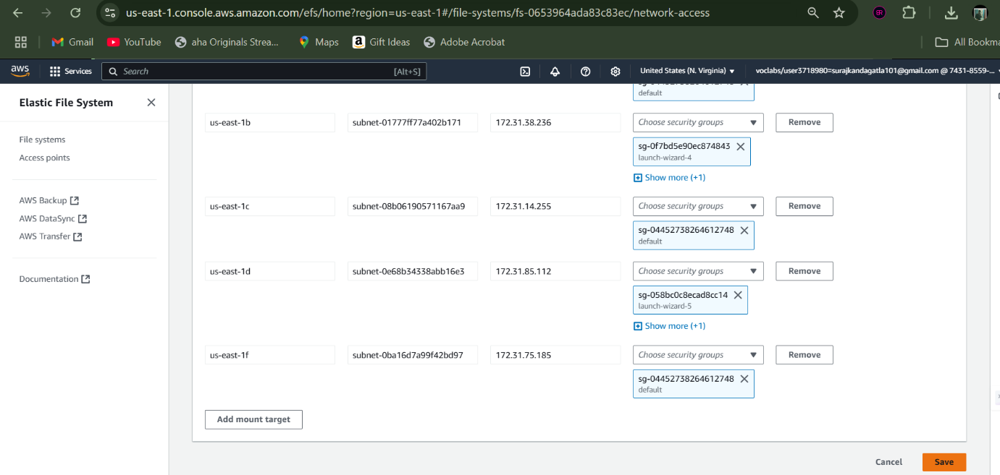 us-east-1.console.aws.amazon.com/efs/home?region=us-east-1#/file-systems/fs-0653964ada83c83ec/network-access
Gmail YouTube aha Originals Strea... Maps Gift Ideas Adobe Acrobat All Bookma
aws Services Search [Alt+S] United States (N. Virginia) voclabs/user3718980=surajkandagatla101@gmail.com @ 7431-8559-...
Elastic File System
File systems
Access points
AWS Backup
AWS DataSync
AWS Transfer
Documentation
default
us-east-1b subnet-01777ff77a402b171 172.31.38.236 Choose security groups Remove
sg-0f7bd5e90ec874843
launch-wizard-4
Show more (+1)
us-east-1c subnet-08b06190571167aa9 172.31.14.255 Choose security groups Remove
sg-04452738264612748
default
us-east-1d subnet-0e68b34338abb16e3 172.31.85.112 Choose security groups Remove
sg-058bc0c8ecad8cc14
launch-wizard-5
Show more (+1)
us-east-1f subnet-0ba16d7a99f42bd97 172.31.75.185 Choose security groups Remove
sg-04452738264612748
default
Add mount target
Cancel Save